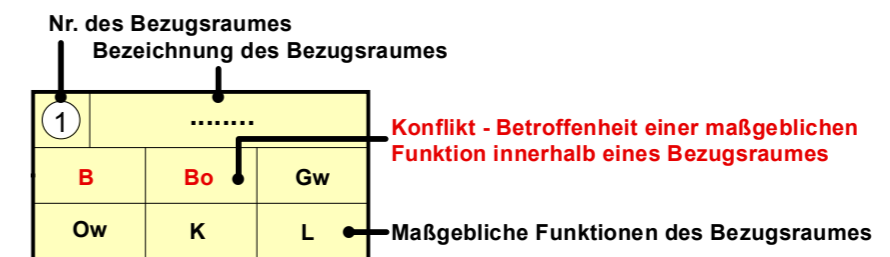 Nr. des Bezugsraumes
Bezeichnung des Bezugsraumes
1 ........
Konflikt - Betroffenheit einer maßgeblichen
Funktion innerhalb eines Bezugsraumes
B Bo Gw
Ow K L
Maßgebliche Funktionen des Bezugsraumes